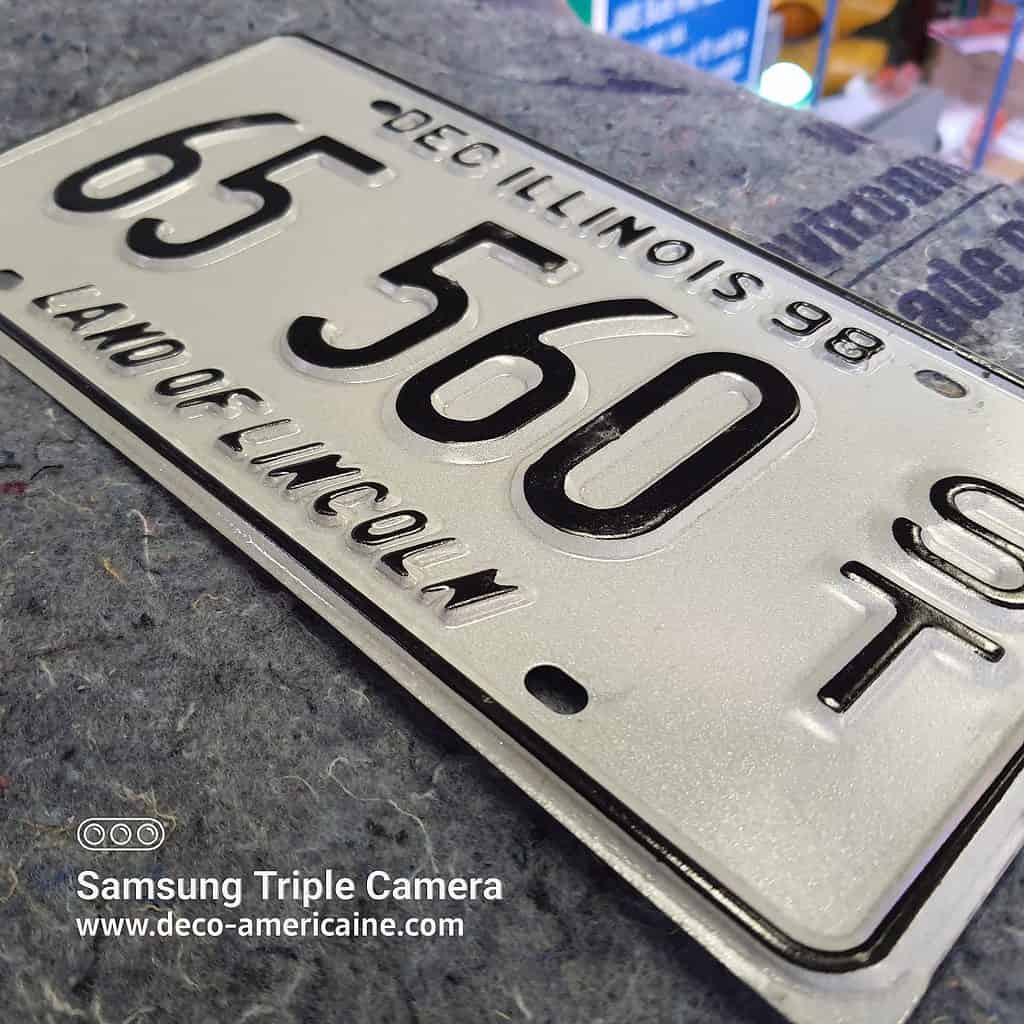 DEC ILLINOIS 98
65 560
ST
LAND OF LINCOLN
Samsung Triple Camera
www.deco-americaine.com